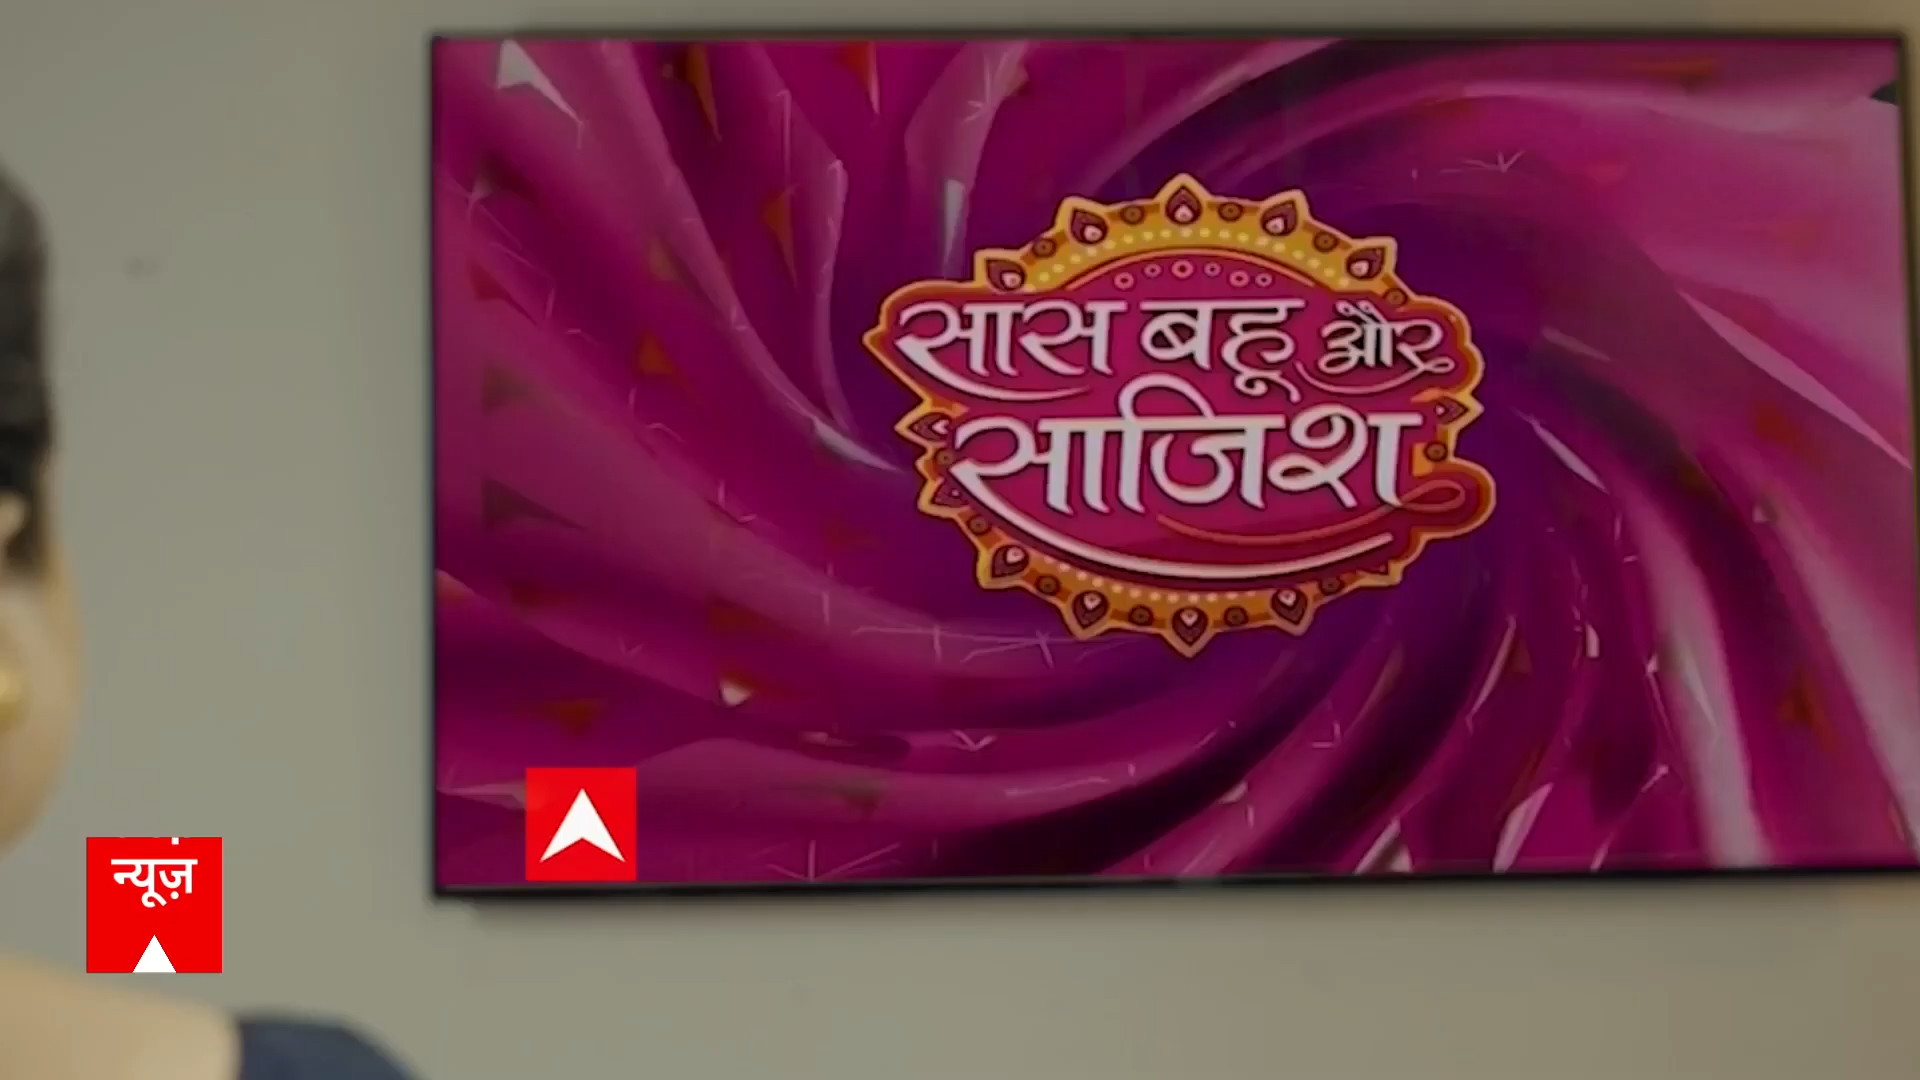 सास बहू और
साजिश
न्यूज़